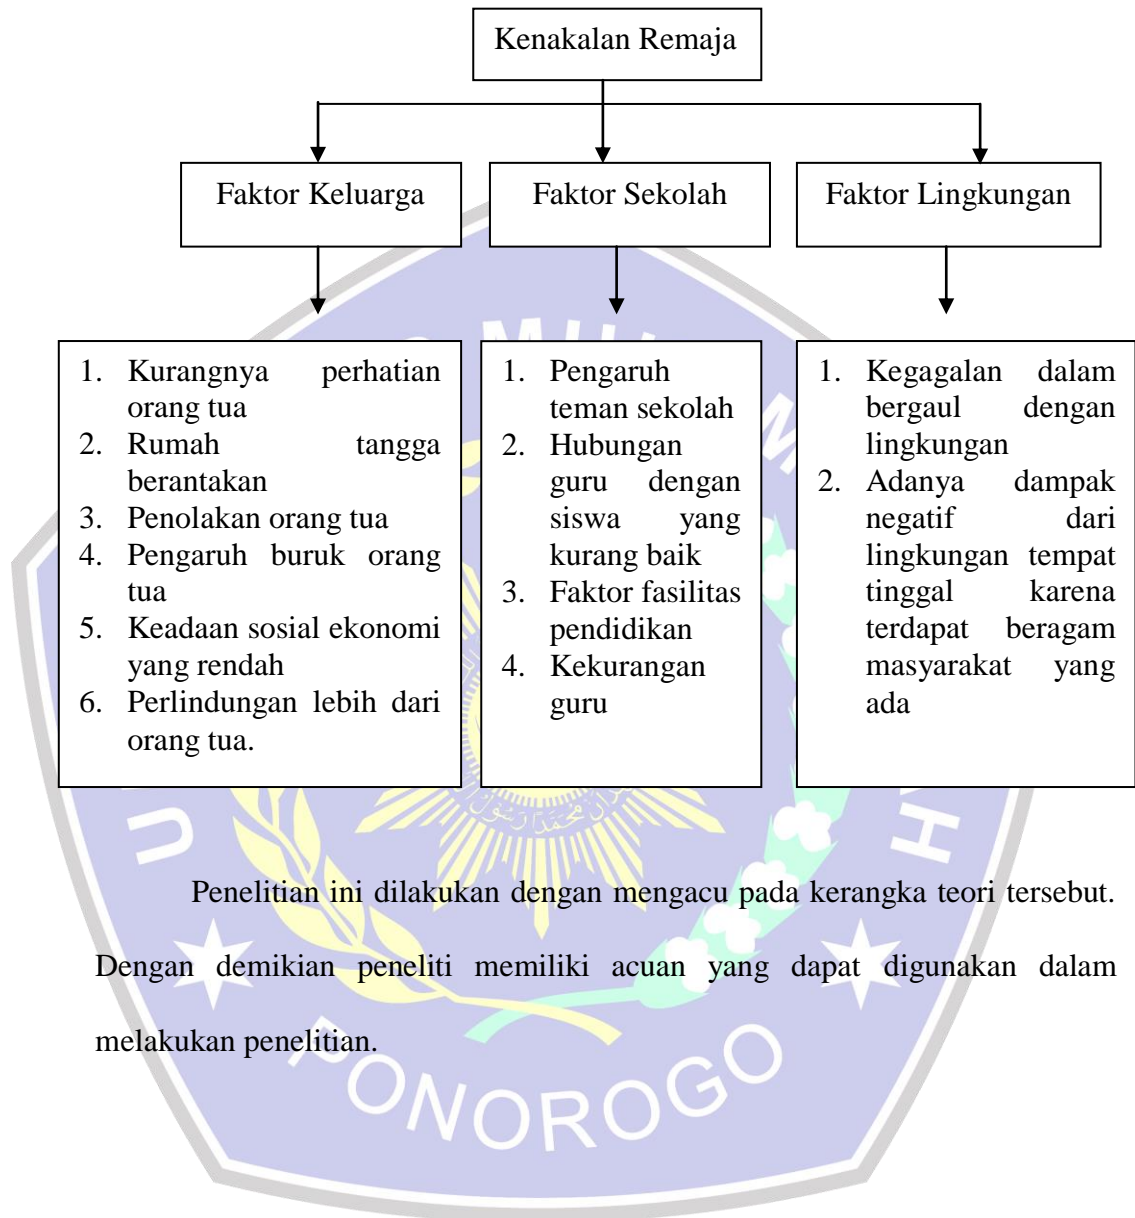 Kenakalan Remaja
Faktor Keluarga
Faktor Sekolah
Faktor Lingkungan
1. Kurangnya perhatian
orang tua
2. Rumah tangga
berantakan
3. Penolakan orang tua
4. Pengaruh buruk orang
tua
5. Keadaan sosial ekonomi
yang rendah
6. Perlindungan lebih dari
orang tua.
1. Pengaruh
teman sekolah
2. Hubungan
guru dengan
siswa yang
kurang baik
3. Faktor fasilitas
pendidikan
4. Kekurangan
guru
1. Kegagalan dalam
bergaul dengan
lingkungan
2. Adanya dampak
negatif dari
lingkungan tempat
tinggal karena
terdapat beragam
masyarakat yang
ada
Penelitian ini dilakukan dengan mengacu pada kerangka teori tersebut.
Dengan demikian peneliti memiliki acuan yang dapat digunakan dalam
melakukan penelitian.
PONOROGO